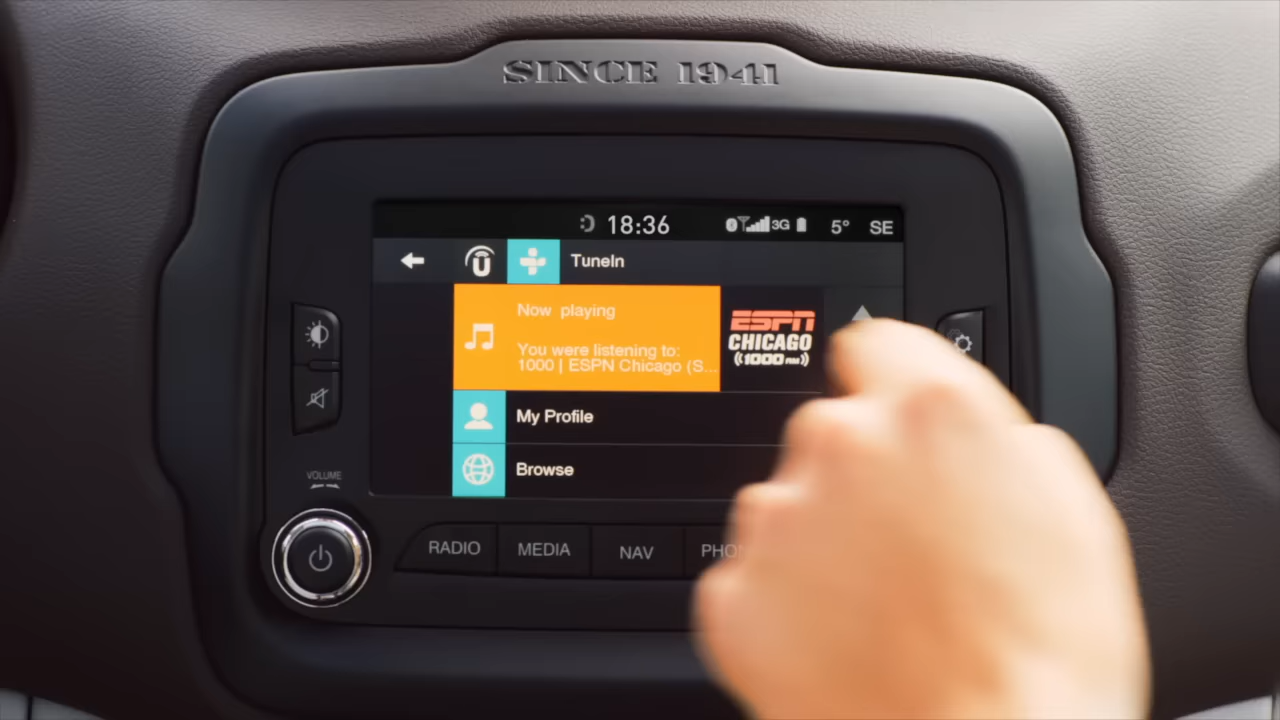 SINCE 1941
18:36
3G
5°
SE
TuneIn
Now playing
You were listening to:
1000 | ESPN Chicago (S...
ESPN
CHICAGO
1000
My Profile
Browse
VOLUME
RADIO
MEDIA
NAV